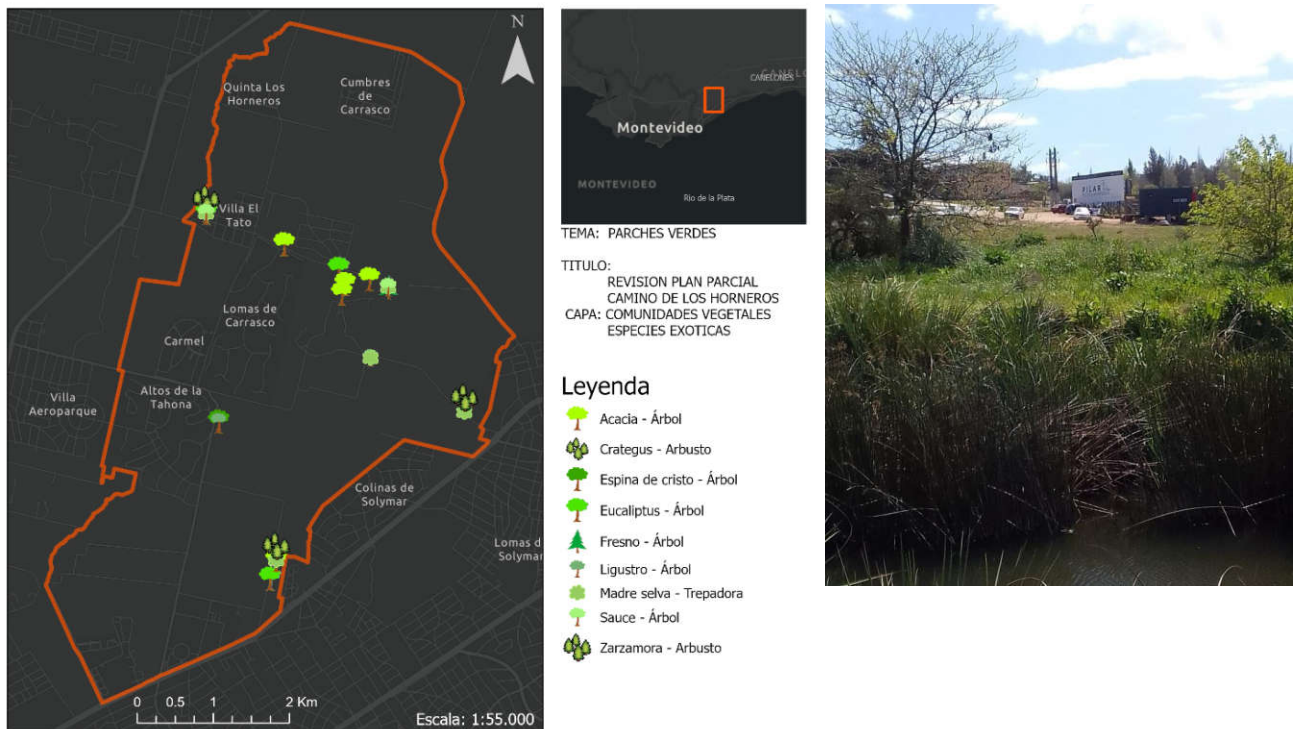 N
Quinta Los
Horneros
Cumbres
de
Carrasco
Villa El
Tato
Lomas de
Carrasco
Carmel
Villa
Aeroparque
Altos de la
Tahona
Colinas de
Solymar
Lomas d
Solymar
0 0.5 1 2 Km
Escala: 1:55.000
CANELONES
Montevideo
MONTEVIDEO
Rio de la Plata
TEMA: PARCHES VERDES
TITULO:
REVISION PLAN PARCIAL
CAMINO DE LOS HORNEROS
CAPA: COMUNIDADES VEGETALES
ESPECIES EXOTICAS
Leyenda
Acacia - Árbol
Crategus - Arbusto
Espina de cristo - Árbol
Eucaliptus - Árbol
Fresno - Árbol
Ligustro - Árbol
Madre selva - Trepadora
Sauce - Árbol
Zarzamora - Arbusto
PILAR